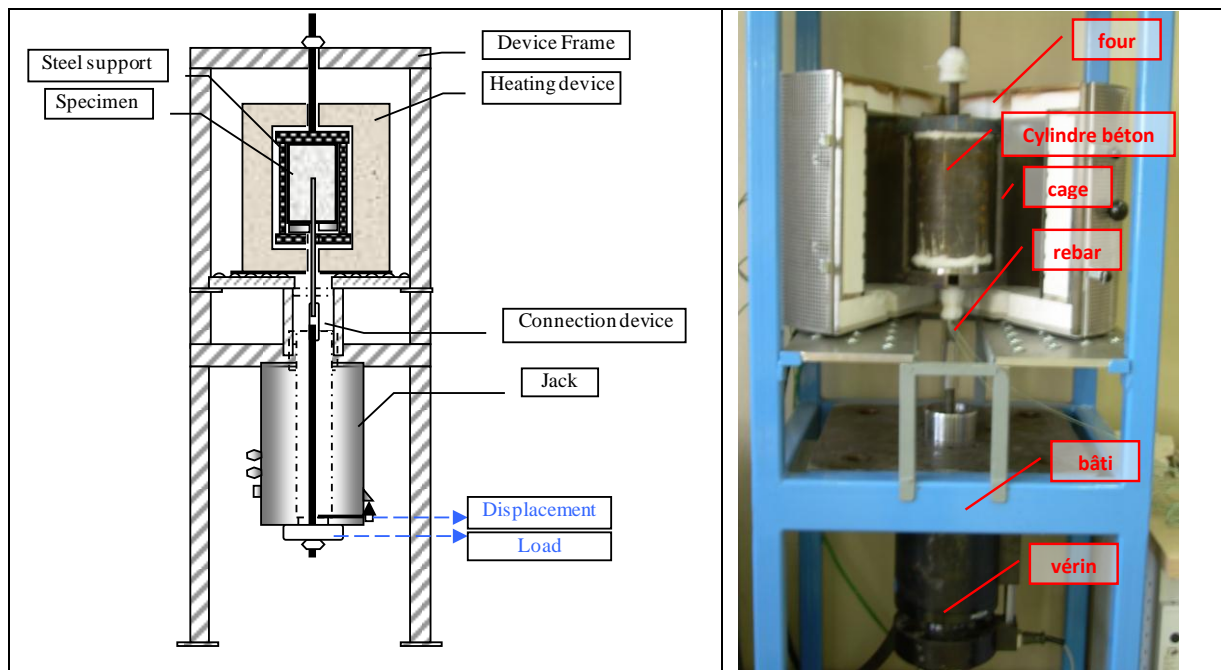 Device Frame
Steel support
Heating device
Specimen
Connection device
Jack
Displacement
Load
four
Cylindre béton
cage
rebar
bâti
vérin